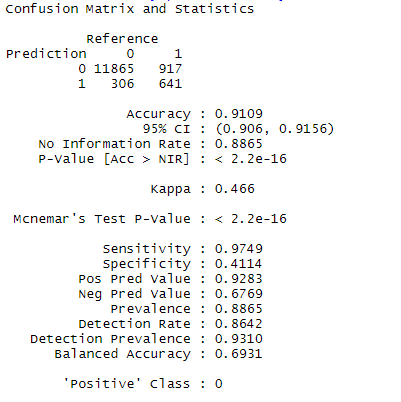 Confusion Matrix and Statistics
Reference
Prediction 0 1
0 11865 917
1 306 641
Accuracy : 0.9109
95% CI : (0.906, 0.9156)
No Information Rate : 0.8865
P-Value [Acc > NIR] : < 2.2e-16
Kappa : 0.466
Mcnemar's Test P-Value : < 2.2e-16
Sensitivity : 0.9749
Specificity : 0.4114
Pos Pred Value : 0.9283
Neg Pred Value : 0.6769
Prevalence : 0.8865
Detection Rate : 0.8642
Detection Prevalence : 0.9310
Balanced Accuracy : 0.6931
'Positive' Class : 0